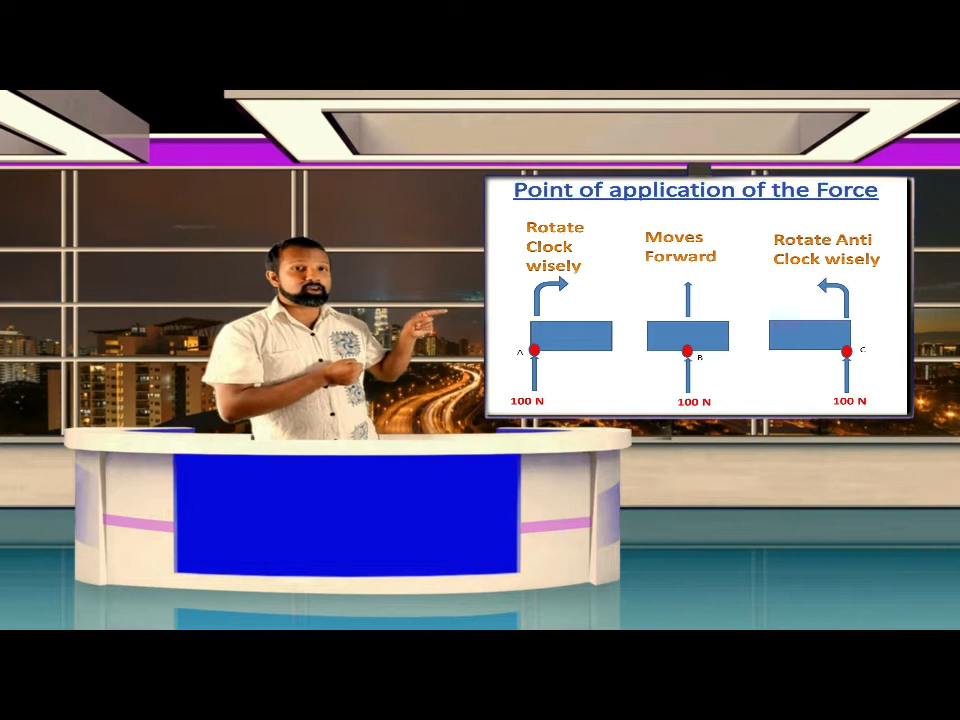 Point of application of the Force
Rotate
Clock
wisely
Moves
Forward
Rotate Anti
Clock wisely
A
B
C
100 N
100 N
100 N